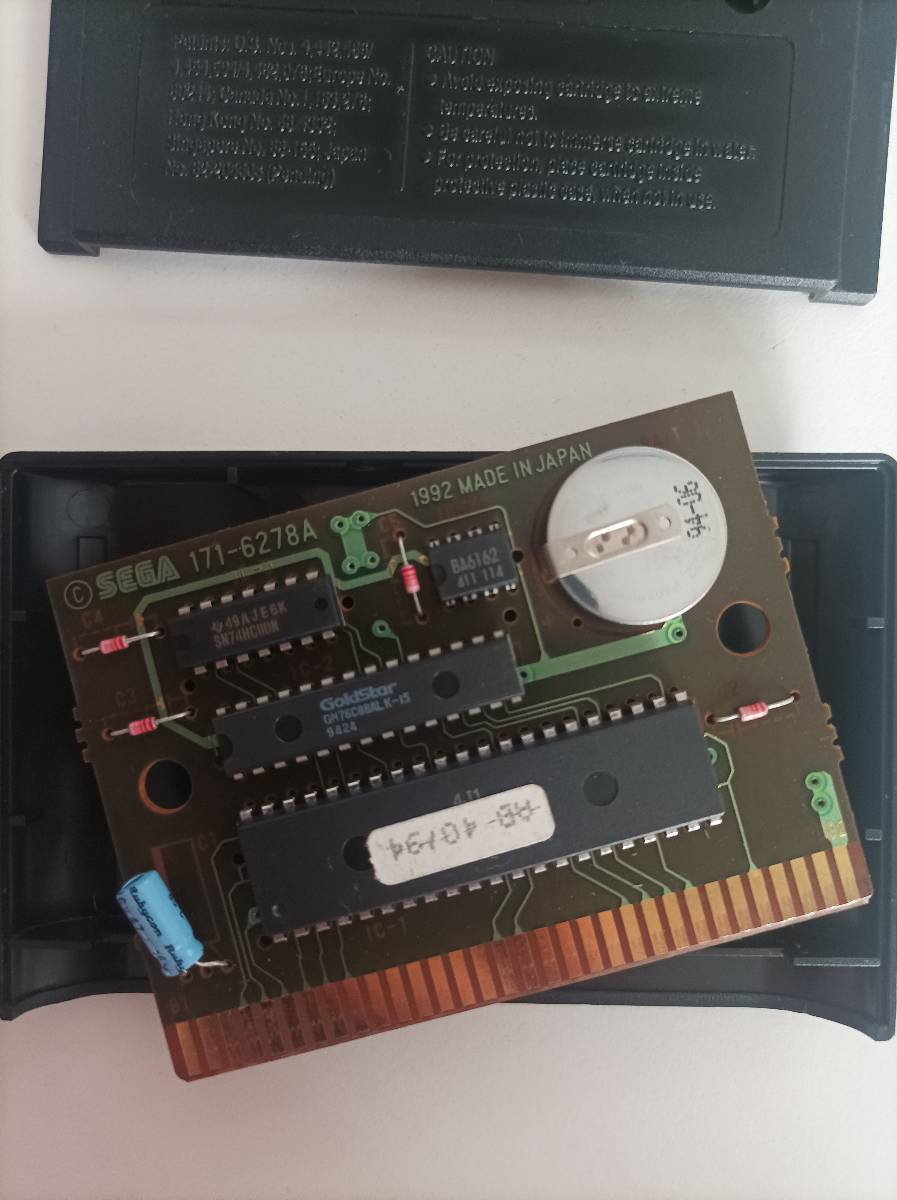 Patents: U.S. Nos. 4,442,486/
4,454,594/4,462,076; Europe No.
80244; Canada No. 1,183,276;
Hong Kong No. 88-4302;
Singapore No. 88-155; Japan
No. 82-205605 (Pending)
CAUTION
Avoid exposing cartridge to extreme
temperatures.
Be careful not to immerse cartridge in water.
For protection, place cartridge inside
protective plastic case, when not in use.
© SEGA 171-6278A
1992 MADE IN JAPAN
94-06
BA6162
411 114
49AJE6K
SN74HC00N
C4
IC-2
C3
GoldStar
GM76C88ALK-15
9424
4J1
C1
Rubycon
IC-1